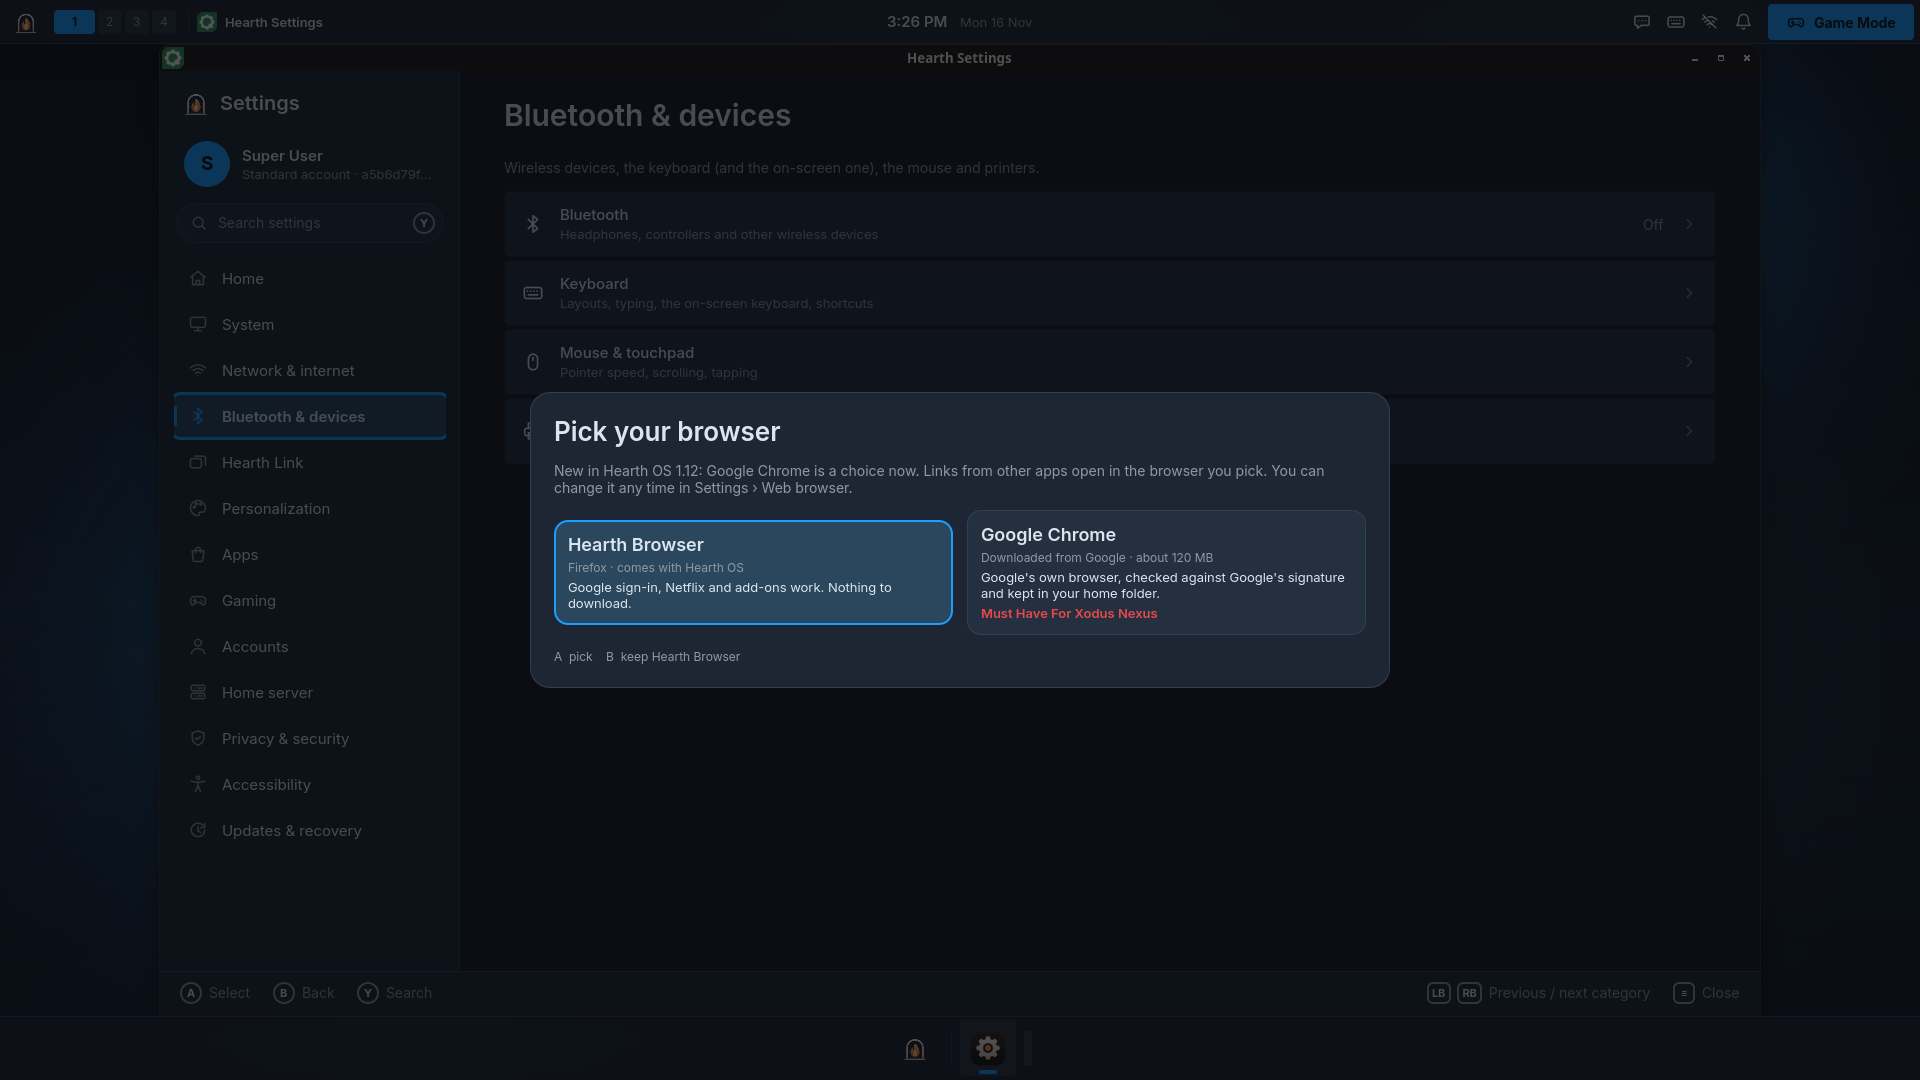 1 2 3 4 Hearth Settings 3:26 PM Mon 16 Nov Game Mode
Hearth Settings
Settings
S
Super User
Standard account · a5b6d79f...
Search settings Y
Home
System
Network & internet
Bluetooth & devices
Hearth Link
Personalization
Apps
Gaming
Accounts
Home server
Privacy & security
Accessibility
Updates & recovery
Bluetooth & devices
Wireless devices, the keyboard (and the on-screen one), the mouse and printers.
Bluetooth
Headphones, controllers and other wireless devices
Off
Keyboard
Layouts, typing, the on-screen keyboard, shortcuts
Mouse & touchpad
Pointer speed, scrolling, tapping
Pick your browser
New in Hearth OS 1.12: Google Chrome is a choice now. Links from other apps open in the browser you pick. You can
change it any time in Settings › Web browser.
Hearth Browser
Firefox · comes with Hearth OS
Google sign-in, Netflix and add-ons work. Nothing to
download.
Google Chrome
Downloaded from Google · about 120 MB
Google's own browser, checked against Google's signature
and kept in your home folder.
Must Have For Xodus Nexus
A pick B keep Hearth Browser
A Select B Back Y Search LB RB Previous / next category Close